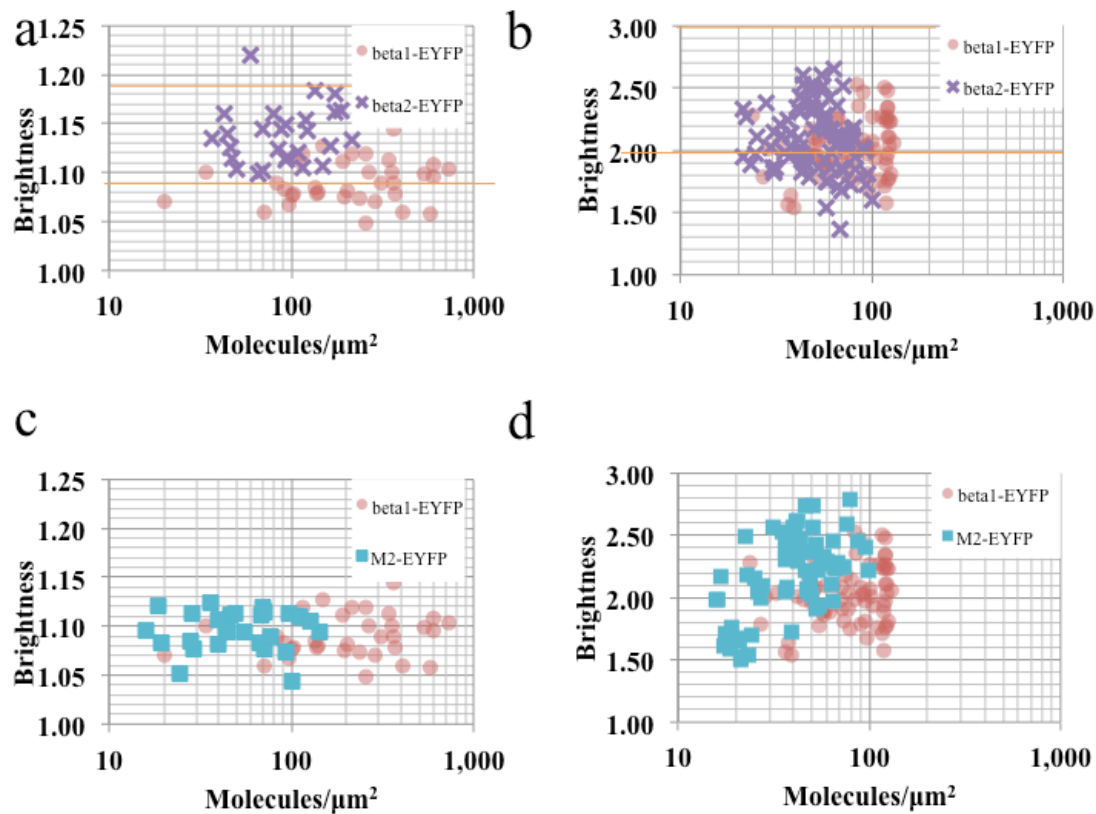 a
1.25
1.20
1.15
1.10
1.05
1.00
Brightness
beta1-EYFP
beta2-EYFP
10
100
1,000
Molecules/µm²
b
3.00
2.50
2.00
1.50
1.00
Brightness
beta1-EYFP
beta2-EYFP
10
100
1,000
Molecules/µm²
c
1.25
1.20
1.15
1.10
1.05
1.00
Brightness
beta1-EYFP
M2-EYFP
10
100
1,000
Molecules/µm²
d
3.00
2.50
2.00
1.50
1.00
Brightness
beta1-EYFP
M2-EYFP
10
100
1,000
Molecules/µm²